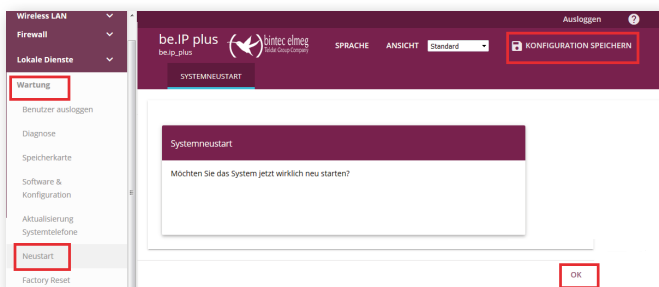 Wireless LAN
Firewall
Lokale Dienste
Wartung
Benutzer ausloggen
Diagnose
Speicherkarte
Software &
Konfiguration
Aktualisierung
Systemtelefone
Neustart
Factory Reset
Ausloggen ?
be.IP plus
be.ip_plus
bintec elmeg
Teldat Group Company
SPRACHE ANSICHT Standard KONFIGURATION SPEICHERN
SYSTEMNEUSTART
Systemneustart
Möchten Sie das System jetzt wirklich neu starten?
OK